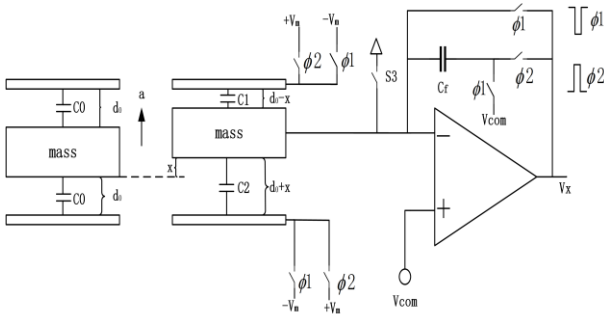 +Vm
-Vm
ϕ2
ϕ1
ϕ1
ϕ1
C0
d0
a
C1
d0-x
S3
Cf
ϕ2
ϕ2
ϕ1
Vcom
mass
mass
x
C0
d0
C2
d0+x
−
+
Vx
ϕ1
ϕ2
Vcom
-Vm
+Vm